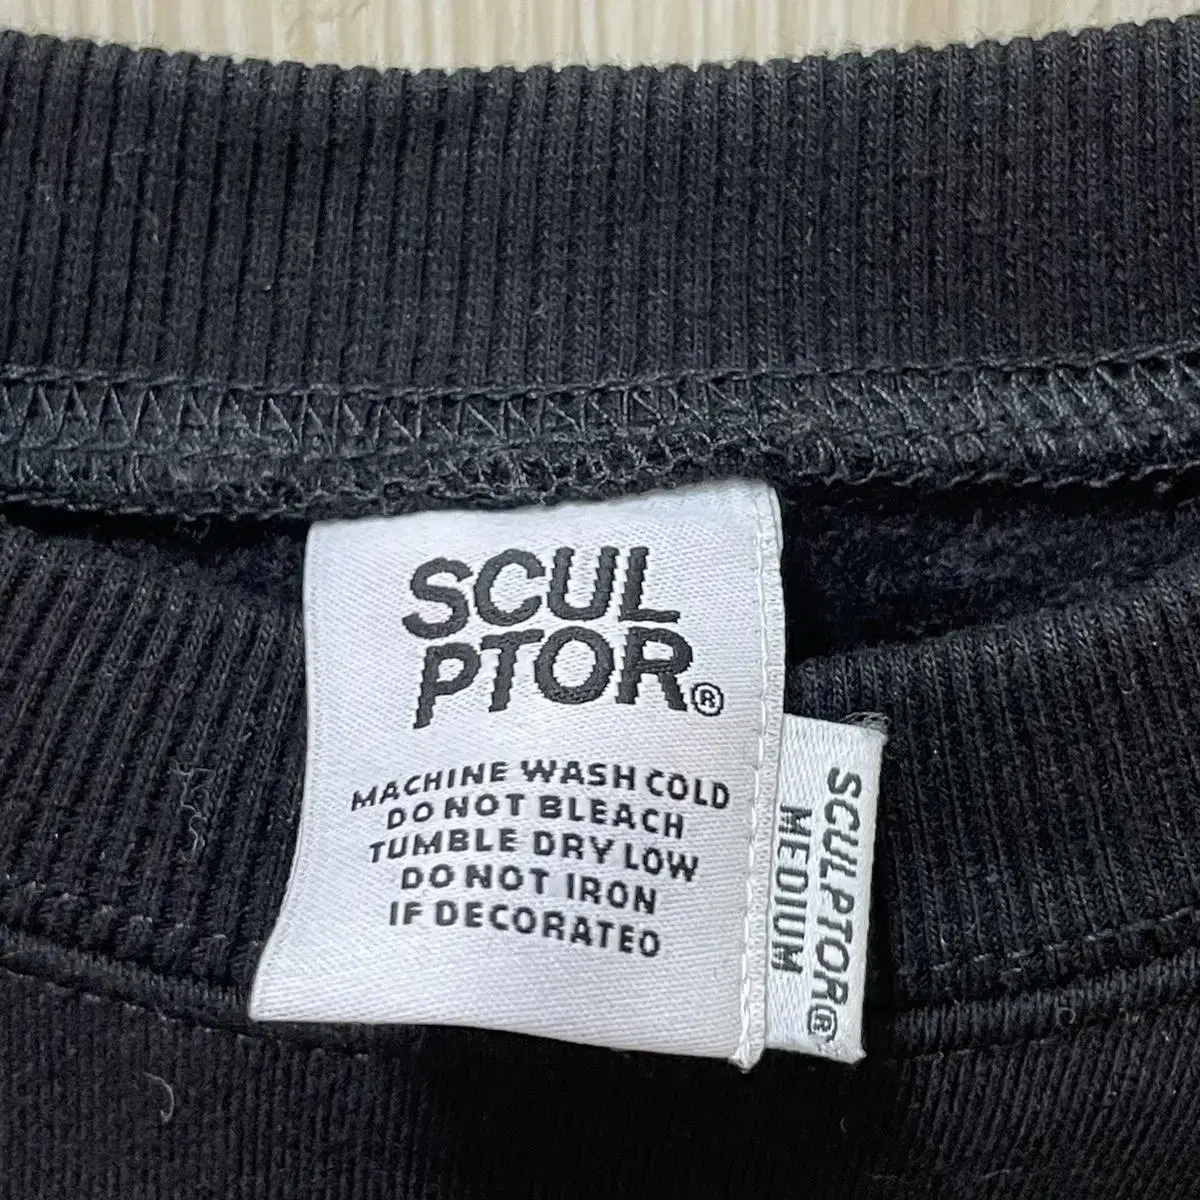 SCUL
PTOR®
MACHINE WASH COLD
DO NOT BLEACH
TUMBLE DRY LOW
DO NOT IRON
IF DECORATED
SCULPTOR®
MEDIUM